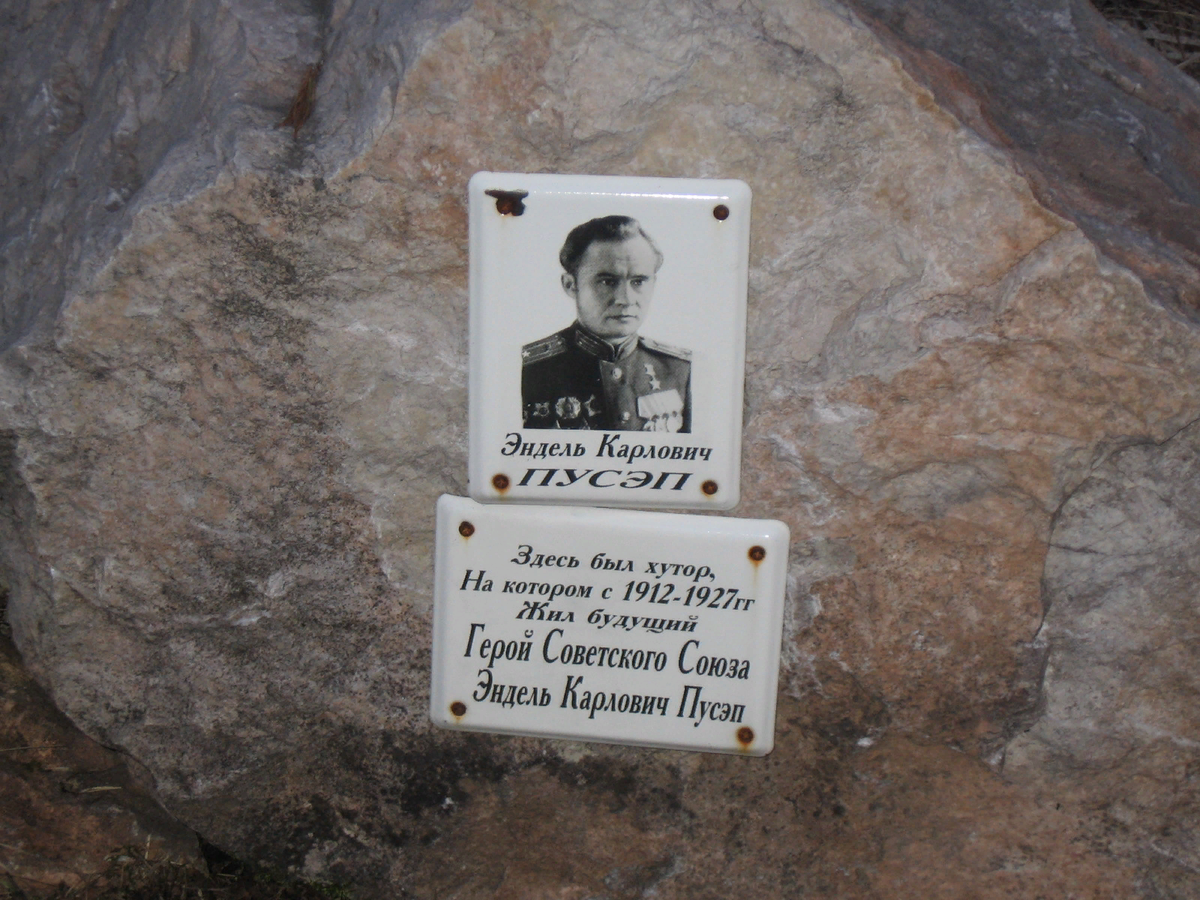 Эндель Карлович
ПУСЭП
Здесь был хутор,
На котором с 1912-1927гг
Жил будущий
Герой Советского Союза
Эндель Карлович Пусэп